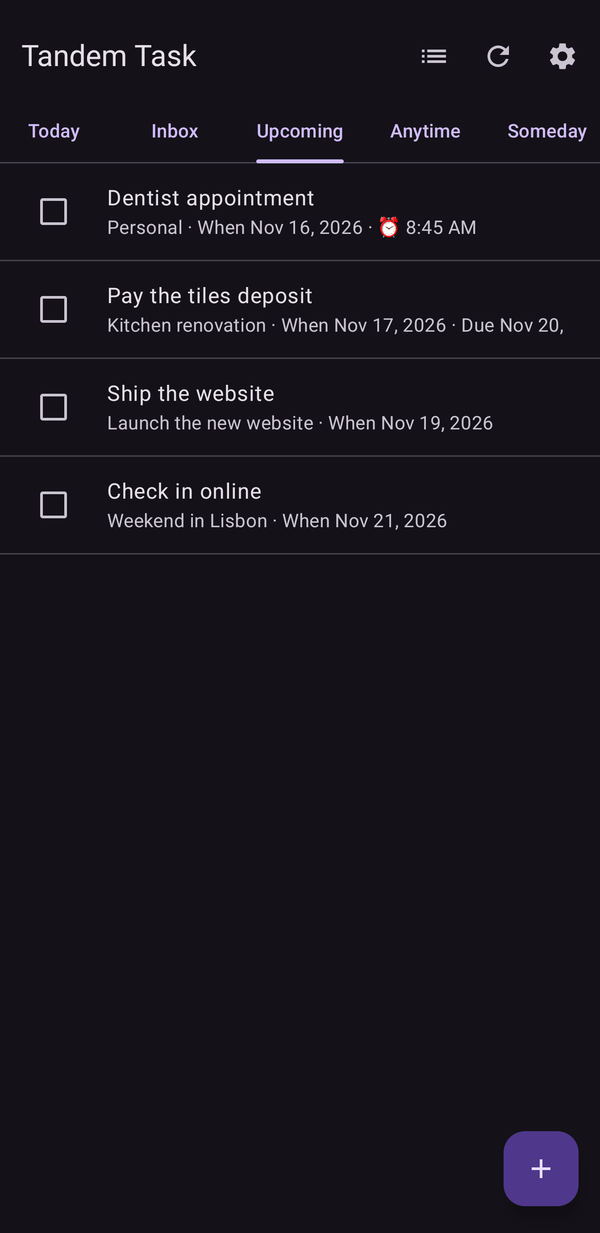 Tandem Task
Today Inbox Upcoming Anytime Someday
Dentist appointment
Personal · When Nov 16, 2026 · ⏰ 8:45 AM
Pay the tiles deposit
Kitchen renovation · When Nov 17, 2026 · Due Nov 20,
Ship the website
Launch the new website · When Nov 19, 2026
Check in online
Weekend in Lisbon · When Nov 21, 2026